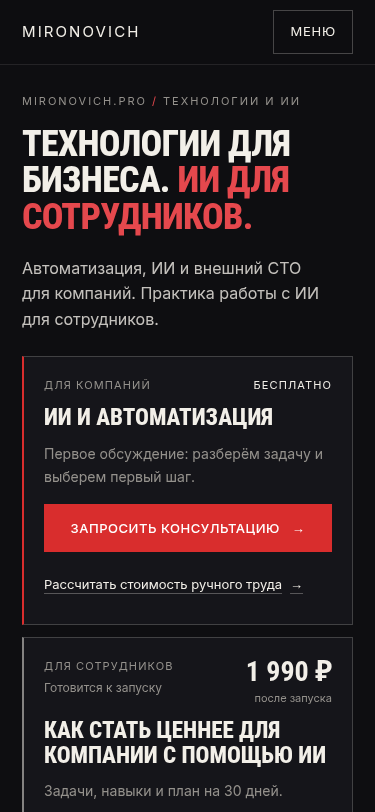 MIRONOVICH
МЕНЮ
MIRONOVICH.PRO / ТЕХНОЛОГИИ И ИИ
ТЕХНОЛОГИИ ДЛЯ
БИЗНЕСА. ИИ ДЛЯ
СОТРУДНИКОВ.
Автоматизация, ИИ и внешний CTO
для компаний. Практика работы с ИИ
для сотрудников.
ДЛЯ КОМПАНИЙ
БЕСПЛАТНО
ИИ И АВТОМАТИЗАЦИЯ
Первое обсуждение: разберём задачу и
выберем первый шаг.
ЗАПРОСИТЬ КОНСУЛЬТАЦИЮ →
Рассчитать стоимость ручного труда →
ДЛЯ СОТРУДНИКОВ
1 990 ₽
Готовится к запуску
после запуска
КАК СТАТЬ ЦЕННЕЕ ДЛЯ
КОМПАНИИ С ПОМОЩЬЮ ИИ
Задачи, навыки и план на 30 дней.